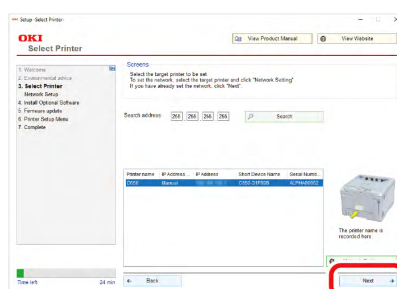 Setup -Select Printer-
OKI
Select Printer
View Product Manual
View Website
1. Welcome
2. Environmental advice
3. Select Printer
Network Setup
4. Install Optional Software
5. Firmware update
6. Printer Setup Menu
7. Complete
Screens
Select the target printer to be set.
To set the network, select the target printer and click "Network Setting"
If you have already set the network, click "Next".
Search address
255 255 255 255
Search
Printer name IP Address ... IP Address Short Device Name Serial Numb...
C650 Manual
The printer name is
recorded here.
Time left 24 min
Back
Next